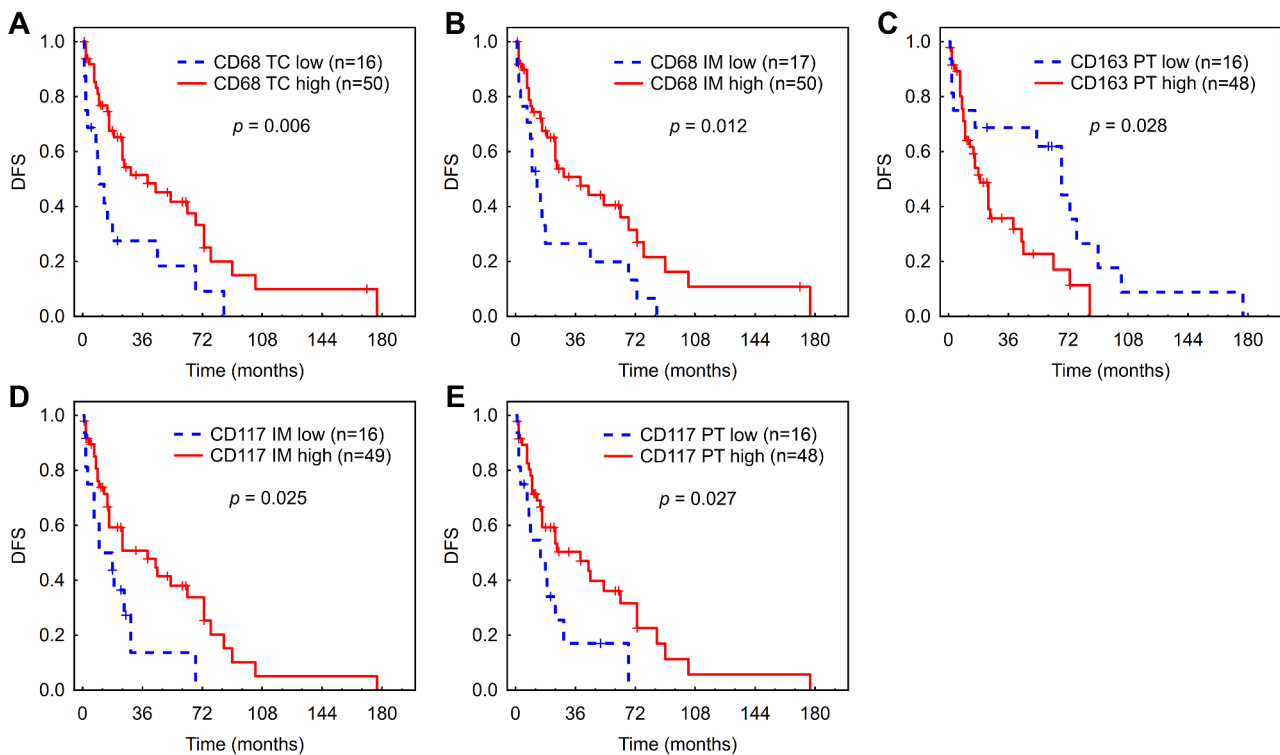 A
1.0
0.8
0.6
0.4
0.2
0.0
DFS
CD68 TC low (n=16)
CD68 TC high (n=50)
p = 0.006
0 36 72 108 144 180
Time (months)
B
1.0
0.8
0.6
0.4
0.2
0.0
DFS
CD68 IM low (n=17)
CD68 IM high (n=50)
p = 0.012
0 36 72 108 144 180
Time (months)
C
1.0
0.8
0.6
0.4
0.2
0.0
DFS
CD163 PT low (n=16)
CD163 PT high (n=48)
p = 0.028
0 36 72 108 144 180
Time (months)
D
1.0
0.8
0.6
0.4
0.2
0.0
DFS
CD117 IM low (n=16)
CD117 IM high (n=49)
p = 0.025
0 36 72 108 144 180
Time (months)
E
1.0
0.8
0.6
0.4
0.2
0.0
DFS
CD117 PT low (n=16)
CD117 PT high (n=48)
p = 0.027
0 36 72 108 144 180
Time (months)